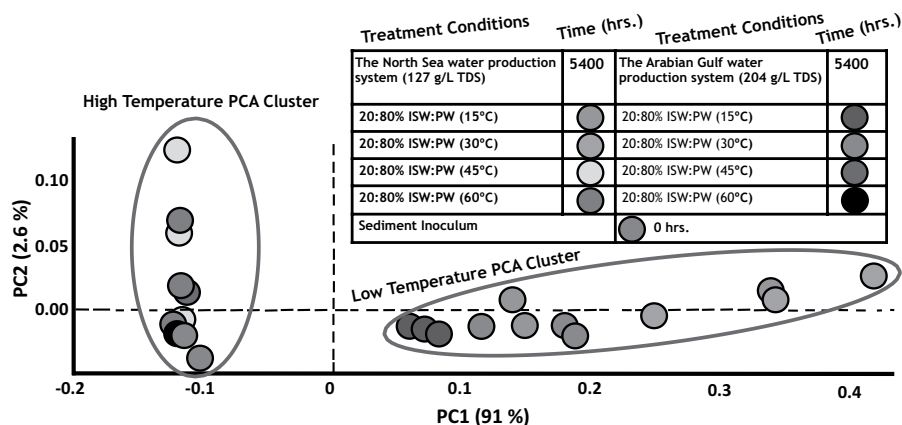 Treatment Conditions Time (hrs.) Treatment Conditions Time (hrs.)
The North Sea water production
system (127 g/L TDS)
5400
The Arabian Gulf water
production system (204 g/L TDS)
5400
20:80% ISW:PW (15°C) 20:80% ISW:PW (15°C)
20:80% ISW:PW (30°C) 20:80% ISW:PW (30°C)
20:80% ISW:PW (45°C) 20:80% ISW:PW (45°C)
20:80% ISW:PW (60°C) 20:80% ISW:PW (60°C)
Sediment Inoculum 0 hrs.
High Temperature PCA Cluster
Low Temperature PCA Cluster
PC2 (2.6 %)
0.10
0.05
0.00
-0.2 -0.1 0 0.1 0.2 0.3 0.4
PC1 (91 %)